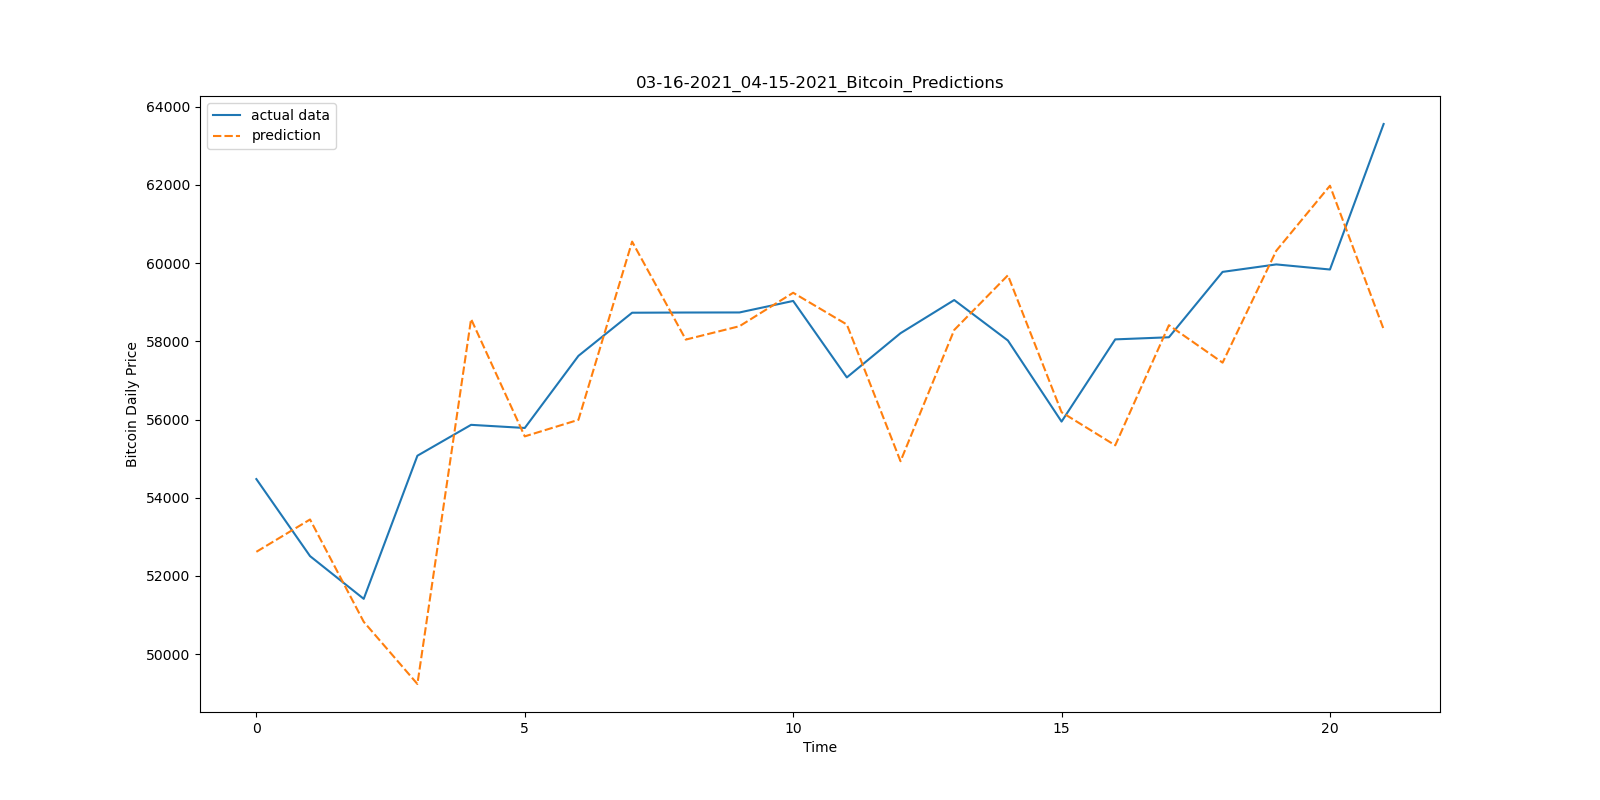 03-16-2021_04-15-2021_Bitcoin_Predictions
actual data
prediction
Bitcoin Daily Price
64000
62000
60000
58000
56000
54000
52000
50000
0 5 10 15 20
Time